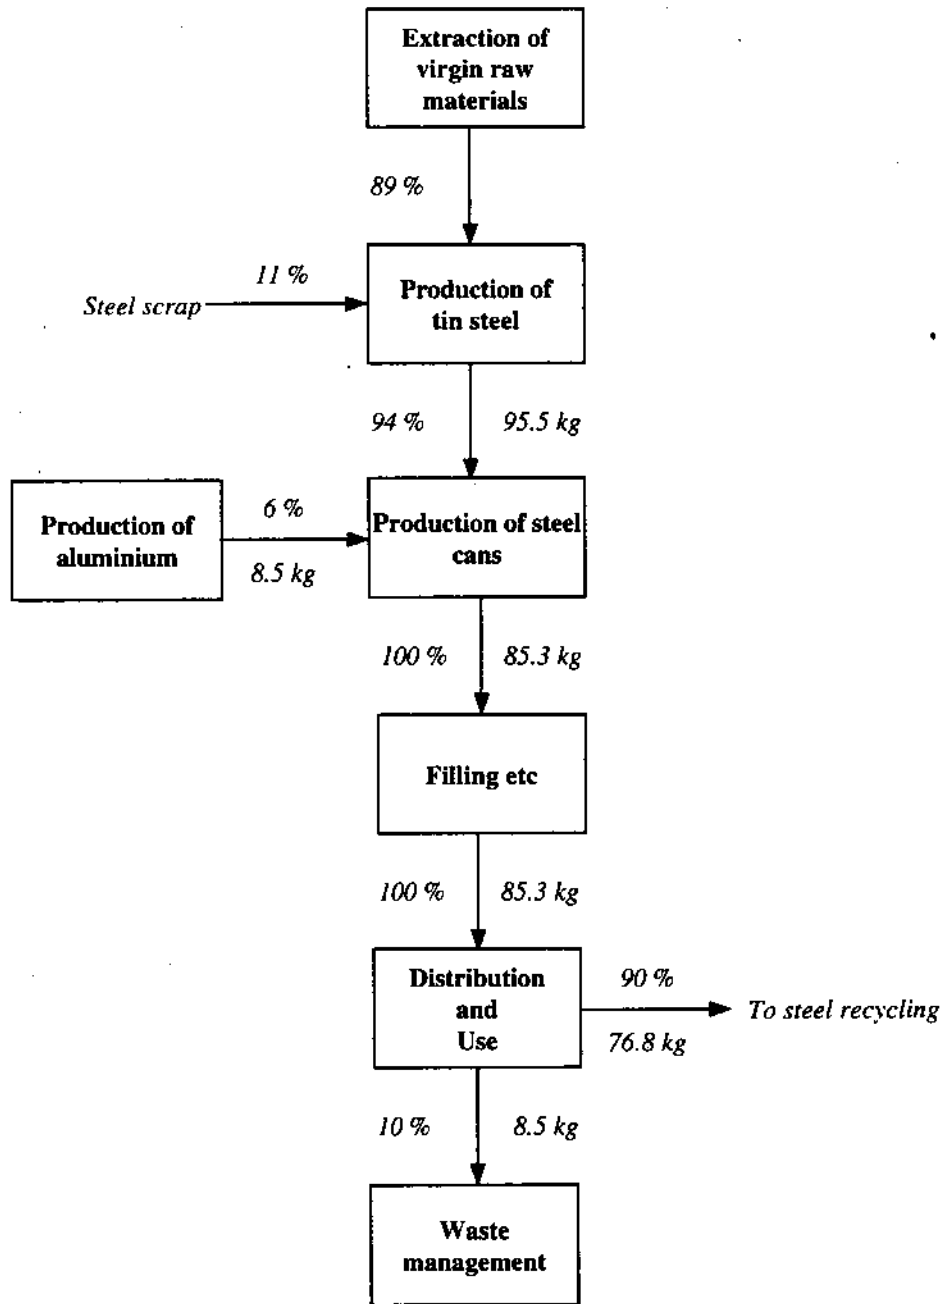 Extraction of
virgin raw
materials
89 %
11 %
Steel scrap
Production of
tin steel
94 %
95.5 kg
Production of
aluminium
6 %
8.5 kg
Production of steel
cans
100 %
85.3 kg
Filling etc
100 %
85.3 kg
Distribution
and
Use
90 %
To steel recycling
76.8 kg
10 %
8.5 kg
Waste
management